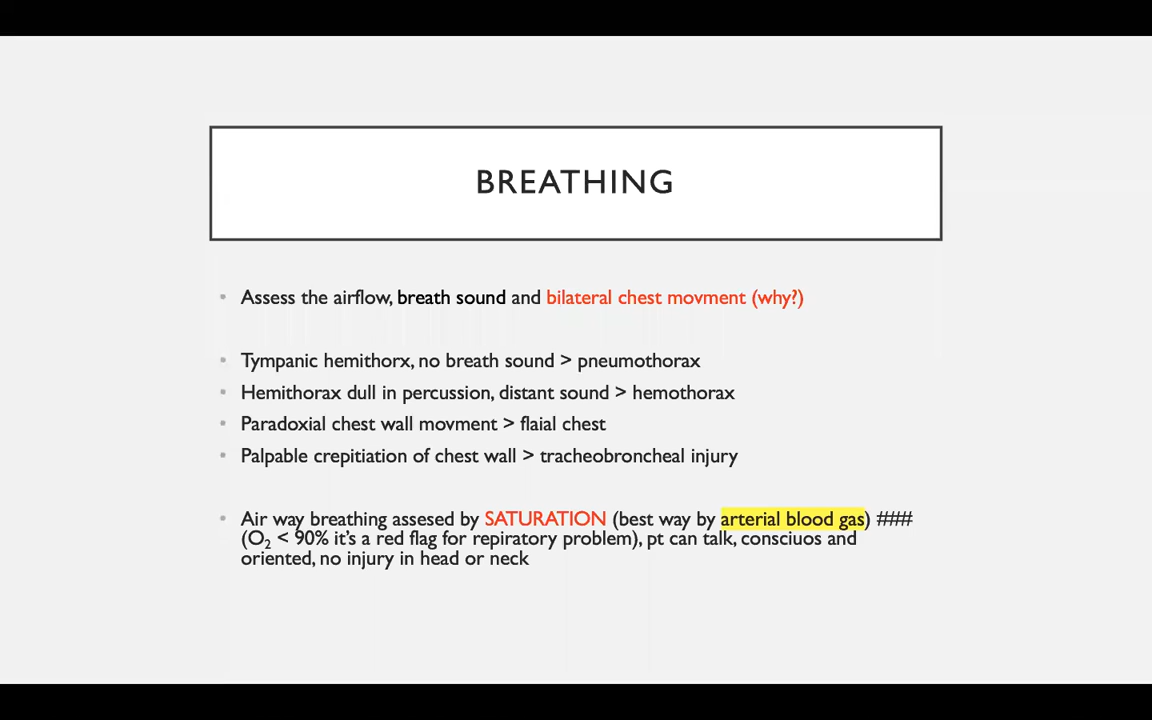 BREATHING
• Assess the airflow, breath sound and bilateral chest movment (why?)
• Tympanic hemithorx, no breath sound > pneumothorax
• Hemithorax dull in percussion, distant sound > hemothorax
• Paradoxial chest wall movment > flaial chest
• Palpable crepitiation of chest wall > tracheobroncheal injury
• Air way breathing assesed by SATURATION (best way by arterial blood gas) ###
(O₂ < 90% it's a red flag for repiratory problem), pt can talk, consciuos and
oriented, no injury in head or neck